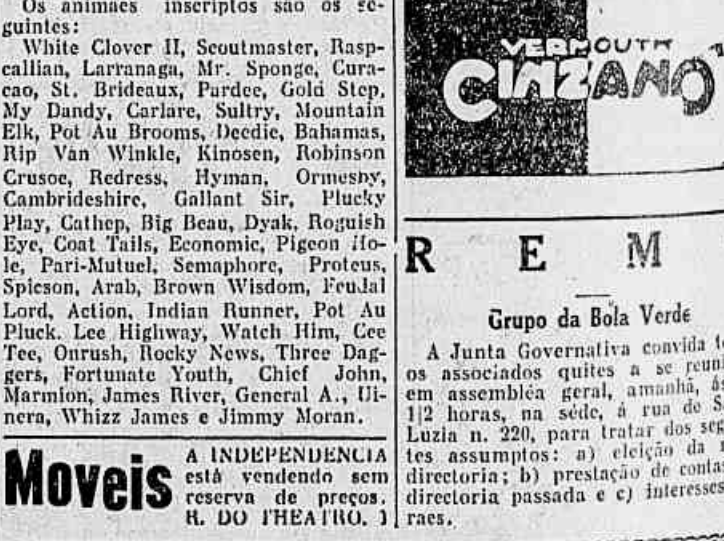 Os animaes inscriptos são os se-
guintes:
White Clover II, Scoutmaster, Rasp-
callian, Larranaga, Mr. Sponge, Cura-
cao, St. Brideaux, Pardee, Gold Step,
My Dandy, Carlare, Sultry, Mountain
Elk, Pot Au Brooms, Deedie, Bahamas,
Rip Van Winkle, Kinosen, Robinson
Crusoe, Redress, Hyman, Ormesby,
Cambrideshire, Gallant Sir, Plucky
Play, Cathop, Big Beau, Dyak, Roguish
Eye, Coat Tails, Economic, Pigeon Ho-
le, Pari-Mutuel, Semaphore, Proteus,
Spicson, Arab, Brown Wisdom, Feudal
Lord, Action, Indian Runner, Pot Au
Pluck, Lee Highway, Watch Him, Cee
Tee, Onrush, Rocky News, Three Dag-
gers, Fortunate Youth, Chief John,
Marmion, James River, General A., Ui-
nera, Whizz James e Jimmy Moran.
Moveis
A INDEPENDENCIA
está vendendo sem
reserva de preços.
R. DO THEATRO, 1
VERMOUTH
CINZANO
R E M
Grupo da Bola Verde
A Junta Governativa convida
os associados quites a se
em assembléa geral, amanhã,
1|2 horas, na séde, á rua de
Luzia n. 220, para tratar dos
tes assumptos: a) eleição da
directoria; b) prestação de
directoria passada e c) interesses
raes.